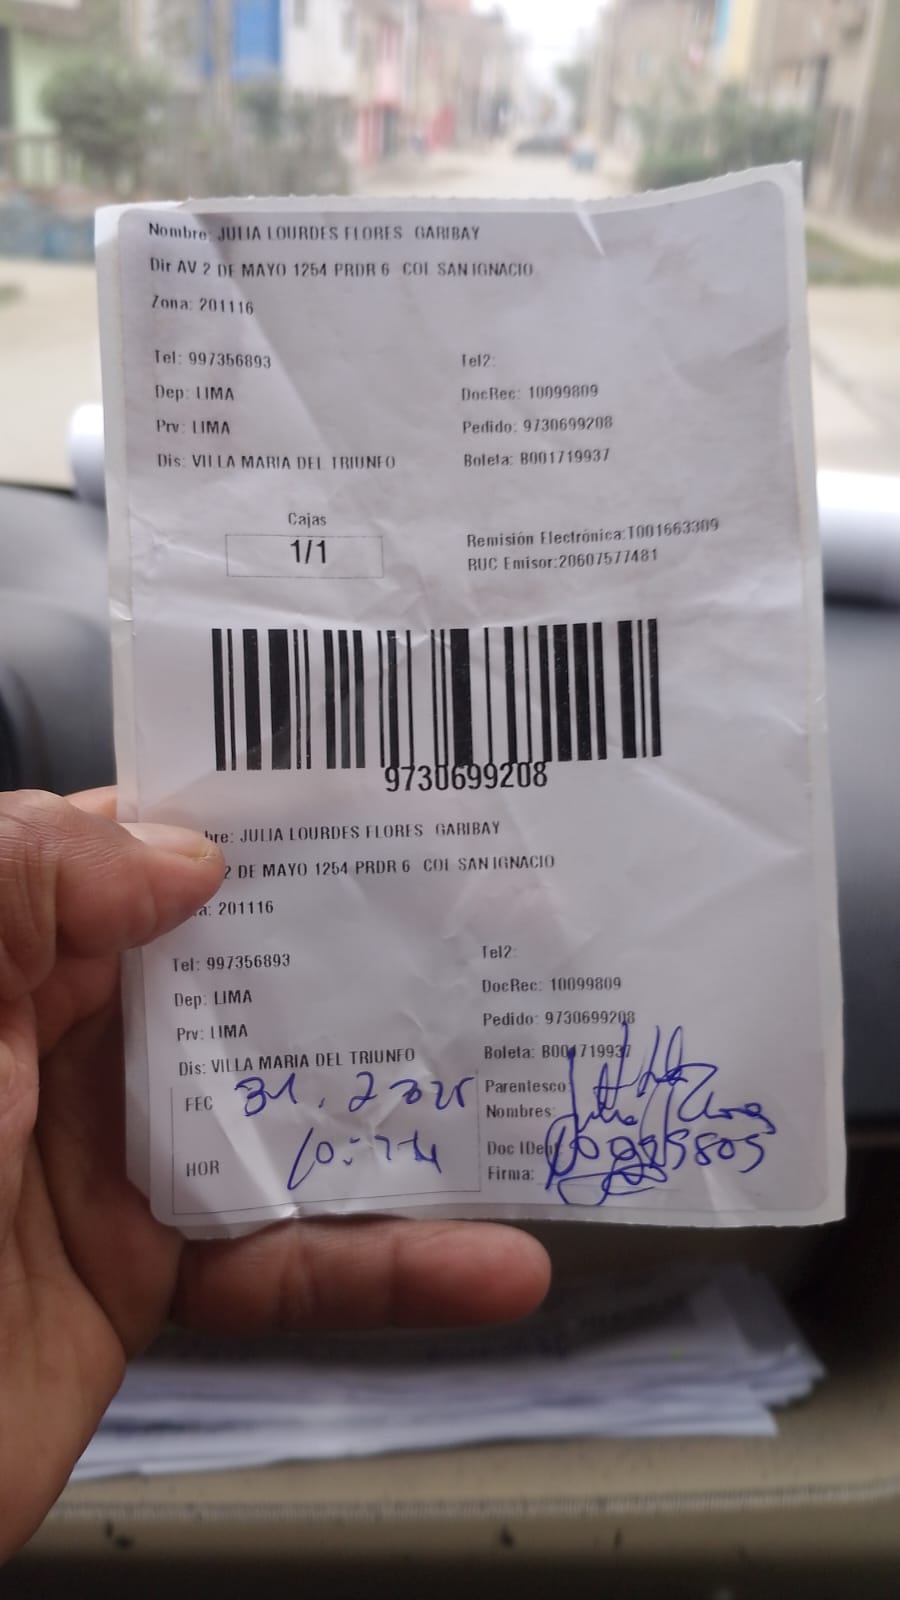 Nombre: JULIA LOURDES FLORES GARIBAY
Dir AV 2 DE MAYO 1254 PRDR 6 COL SAN IGNACIO
Zona: 201116
Tel: 997356893 Tel2:
Dep: LIMA DocRec: 10099809
Prv: LIMA Pedido: 9730699208
Dis: VILLA MARIA DEL TRIUNFO Boleta: B001719937
Cajas
1/1
Remisión Electrónica:T001663309
RUC Emisor:20607577481
9730699208
bre: JULIA LOURDES FLORES GARIBAY
2 DE MAYO 1254 PRDR 6 COL SAN IGNACIO
a: 201116
Tel: 997356893 Tel2:
Dep: LIMA DocRec: 10099809
Prv: LIMA Pedido: 9730699208
Dis: VILLA MARIA DEL TRIUNFO Boleta: B001719937
FEC 31 Parentesco
Nombres:
HOR Doc IDe
Firma: